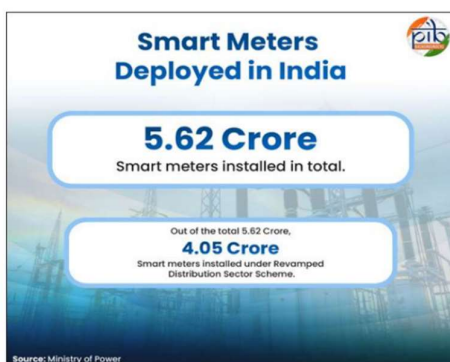 Smart Meters
Deployed in India
pib
5.62 Crore
Smart meters installed in total.
Out of the total 5.62 Crore,
4.05 Crore
Smart meters installed under Revamped
Distribution Sector Scheme.
Source: Ministry of Power